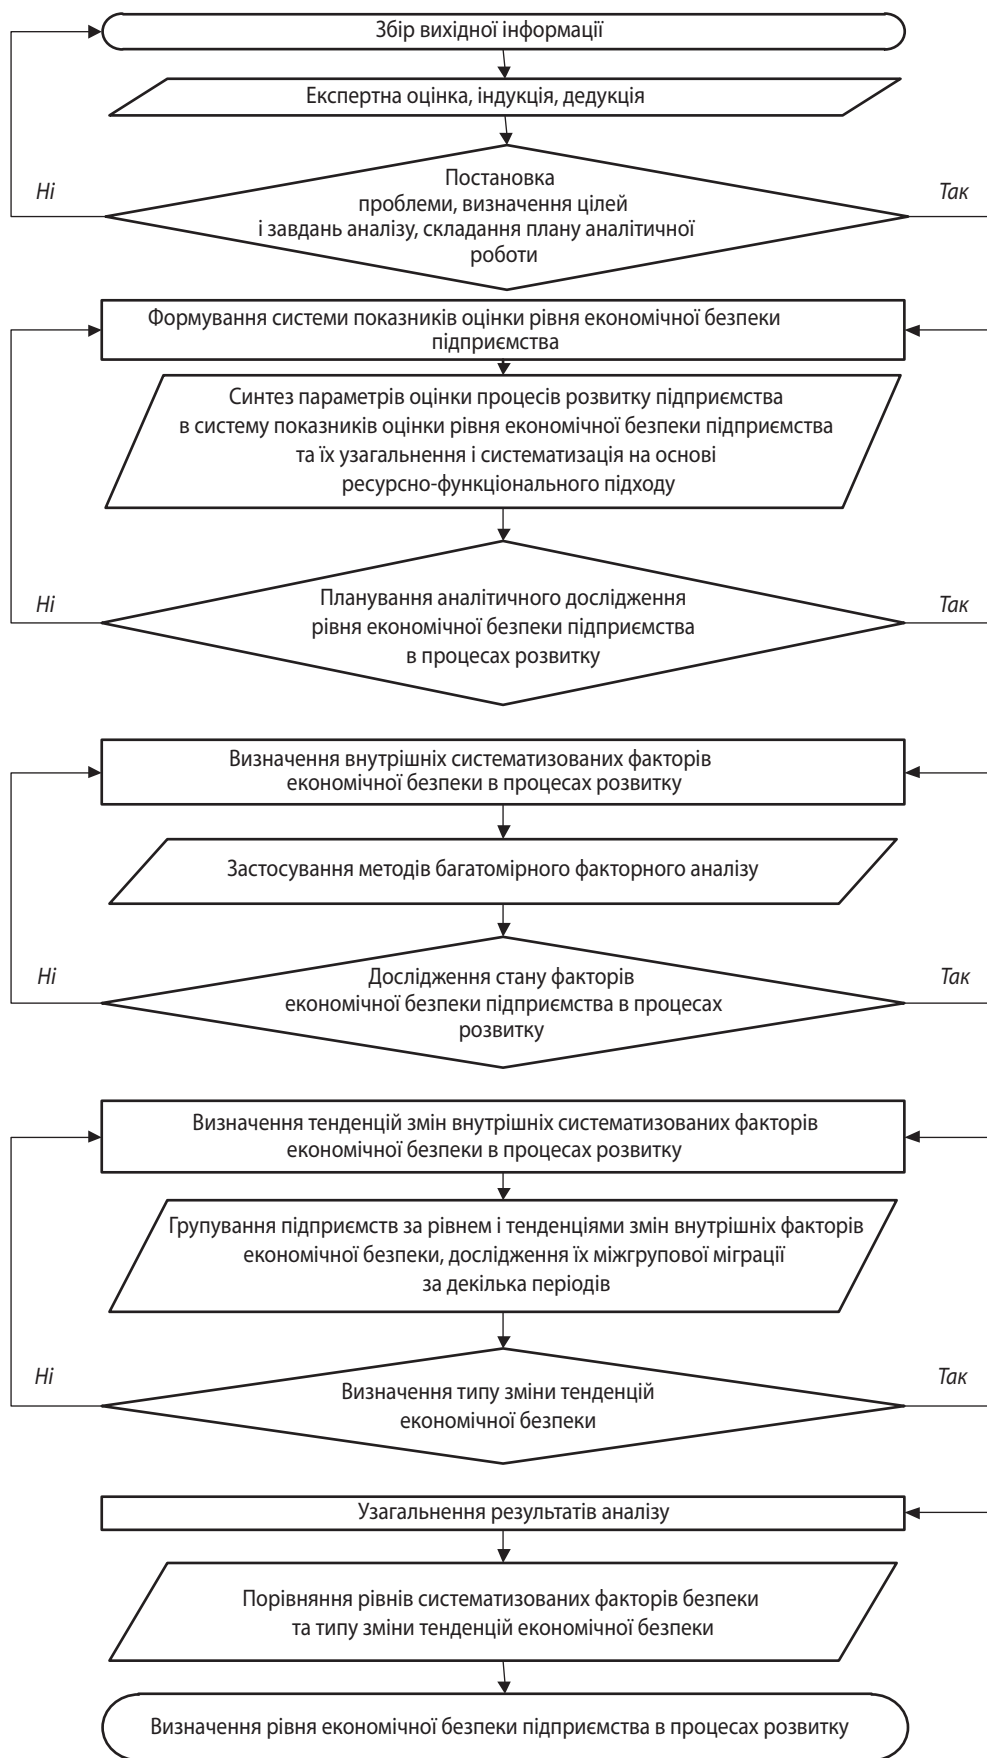 Збір вихідної інформації
Експертна оцінка, індукція, дедукція
Постановка
проблеми, визначення цілей
і завдань аналізу, складання плану аналітичної
роботи
Ні
Так
Формування системи показників оцінки рівня економічної безпеки
підприємства
Синтез параметрів оцінки процесів розвитку підприємства
в систему показників оцінки рівня економічної безпеки підприємства
та їх узагальнення і систематизація на основі
ресурсно-функціонального підходу
Ні
Так
Планування аналітичного дослідження
рівня економічної безпеки підприємства
в процесах розвитку
Визначення внутрішніх систематизованих факторів
економічної безпеки в процесах розвитку
Застосування методів багатомірного факторного аналізу
Ні
Так
Дослідження стану факторів
економічної безпеки підприємства в процесах
розвитку
Визначення тенденцій змін внутрішніх систематизованих факторів
економічної безпеки в процесах розвитку
Групування підприємств за рівнем і тенденціями змін внутрішніх факторів
економічної безпеки, дослідження їх міжгрупової міграції
за декілька періодів
Ні
Так
Визначення типу зміни тенденцій
економічної безпеки
Узагальнення результатів аналізу
Порівняння рівнів систематизованих факторів безпеки
та типу зміни тенденцій економічної безпеки
Визначення рівня економічної безпеки підприємства в процесах розвитку